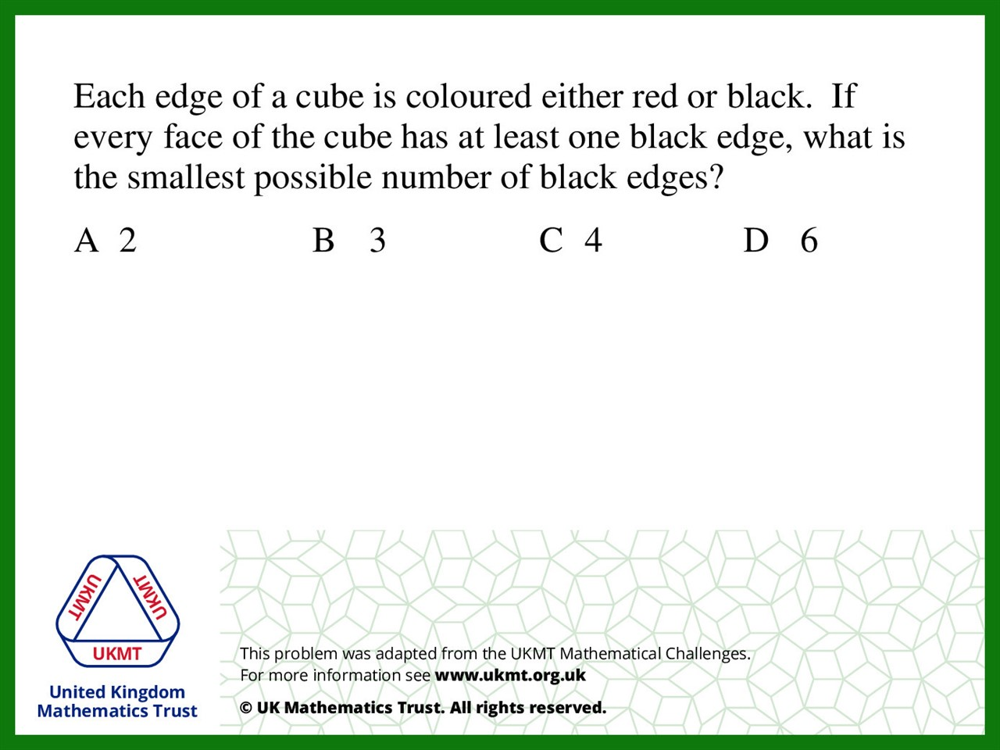 Each edge of a cube is coloured either red or black.  If
every face of the cube has at least one black edge, what is
the smallest possible number of black edges?
A 2 B 3 C 4 D 6
UKMT
UKMT
UKMT
United Kingdom
Mathematics Trust
This problem was adapted from the UKMT Mathematical Challenges.
For more information see www.ukmt.org.uk
© UK Mathematics Trust. All rights reserved.